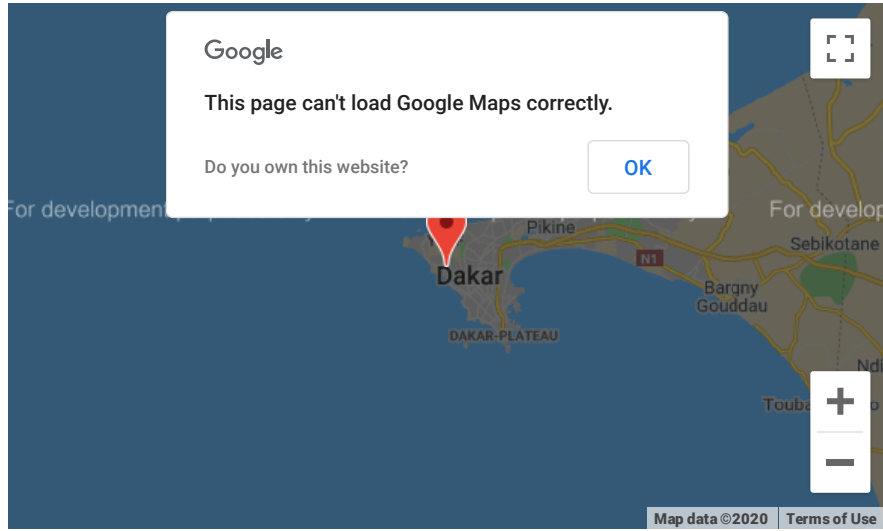 Google
This page can't load Google Maps correctly.
Do you own this website?
OK
For development
For develop
Pikine
Sebikotane
N1
Dakar
Bargny
Gouddau
DAKAR-PLATEAU
Ndi
Touba
Map data ©2020
Terms of Use